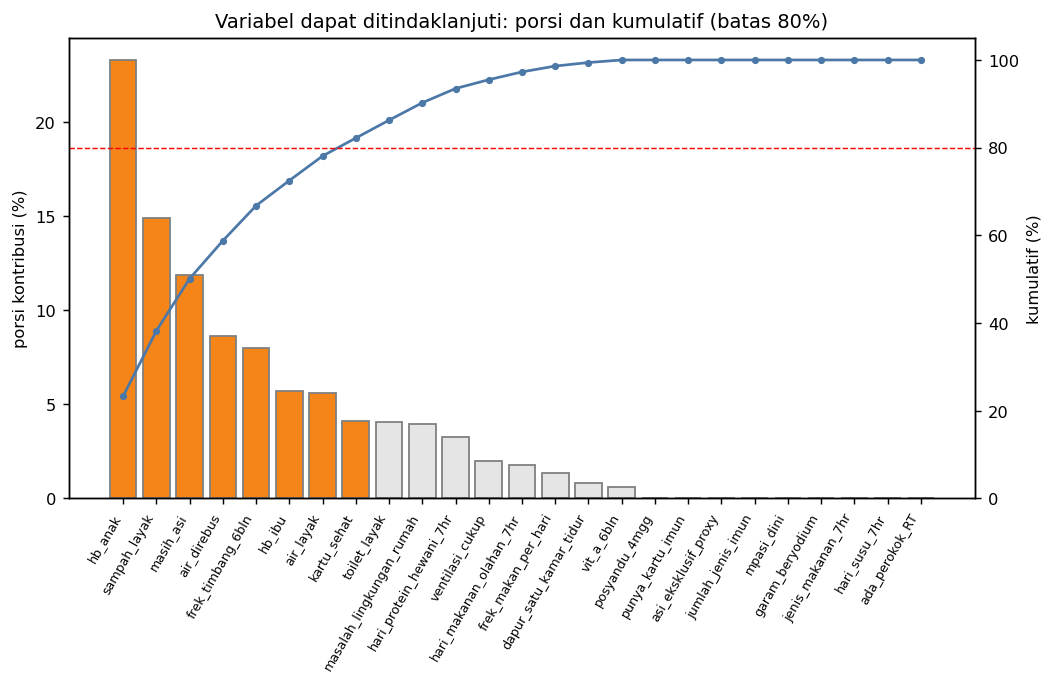 Variabel dapat ditindaklanjuti: porsi dan kumulatif (batas 80%)
porsi kontribusi (%)
0
5
10
15
20
kumulatif (%)
0
20
40
60
80
100
hb_anak
sampah_layak
masih_asi
air_direbus
frek_timbang_6bln
hb_ibu
air_layak
kartu_sehat
toilet_layak
masalah_lingkungan_rumah
hari_protein_hewani_7hr
ventilasi_cukup
hari_makanan_olahan_7hr
frek_makan_per_hari
dapur_satu_kamar_tidur
vit_a_6bln
posyandu_4mgg
punya_kartu_imun
asi_eksklusif_proxy
jumlah_jenis_imun
mpasi_dini
garam_beryodium
jenis_makanan_7hr
hari_susu_7hr
ada_perokok_RT